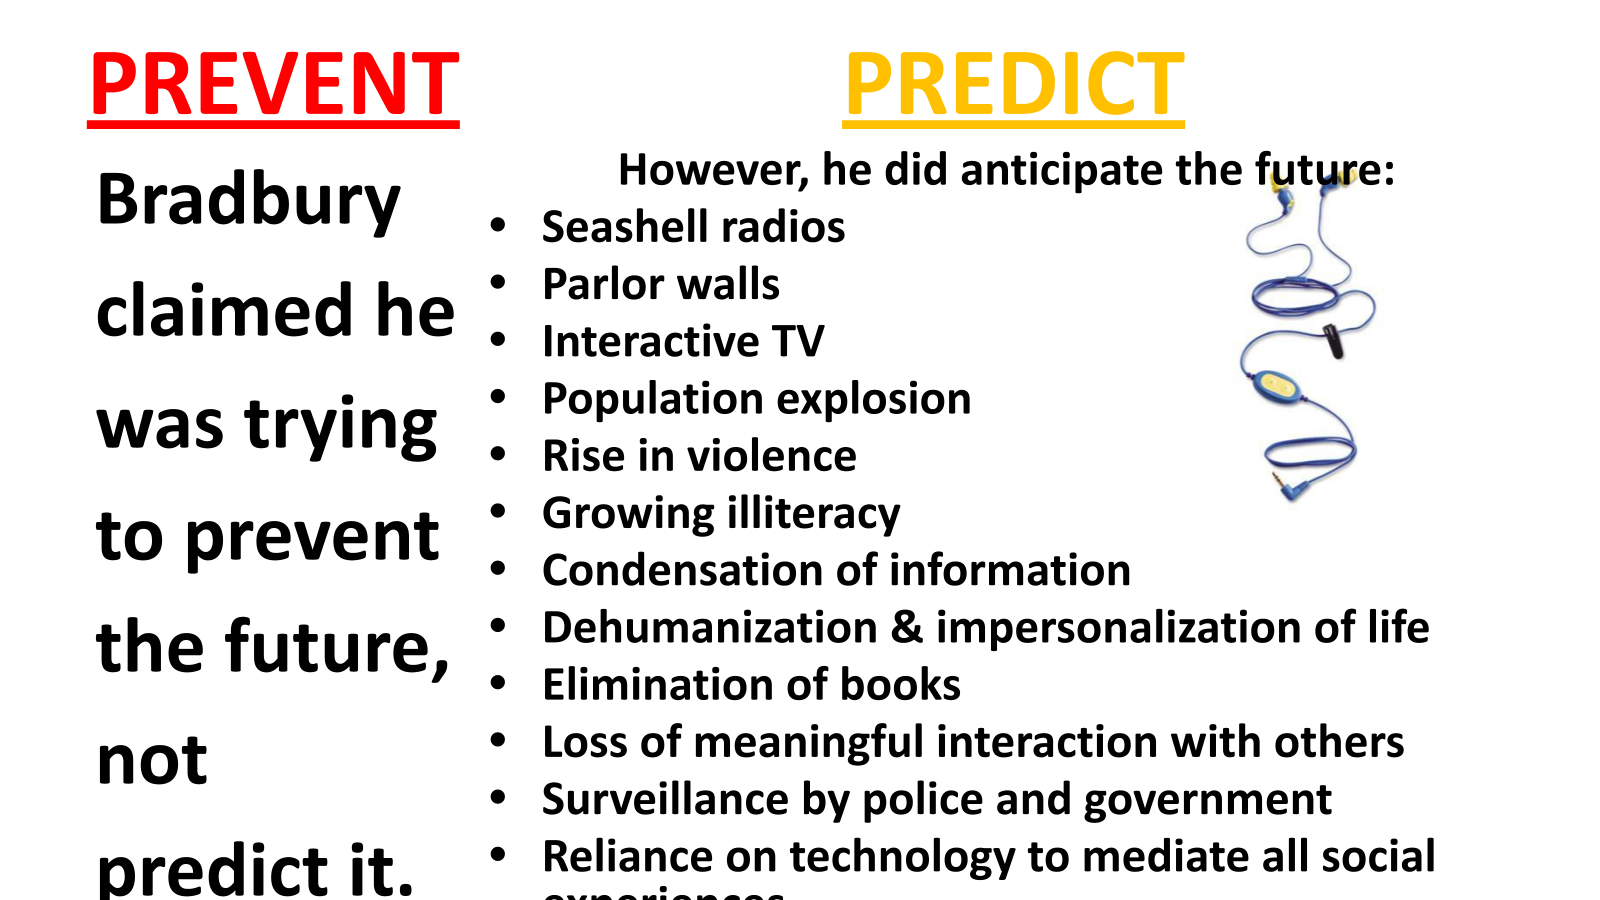 PREVENT
Bradbury
claimed he
was trying
to prevent
the future,
not
predict it.
PREDICT
However, he did anticipate the future:
• Seashell radios
• Parlor walls
• Interactive TV
• Population explosion
• Rise in violence
• Growing illiteracy
• Condensation of information
• Dehumanization & impersonalization of life
• Elimination of books
• Loss of meaningful interaction with others
• Surveillance by police and government
• Reliance on technology to mediate all social
experiences